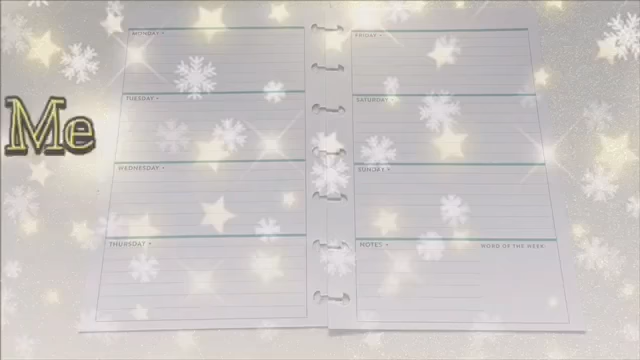 Me
MONDAY
TUESDAY
WEDNESDAY
THURSDAY
FRIDAY
SATURDAY
SUNDAY
NOTES
WORD OF THE WEEK